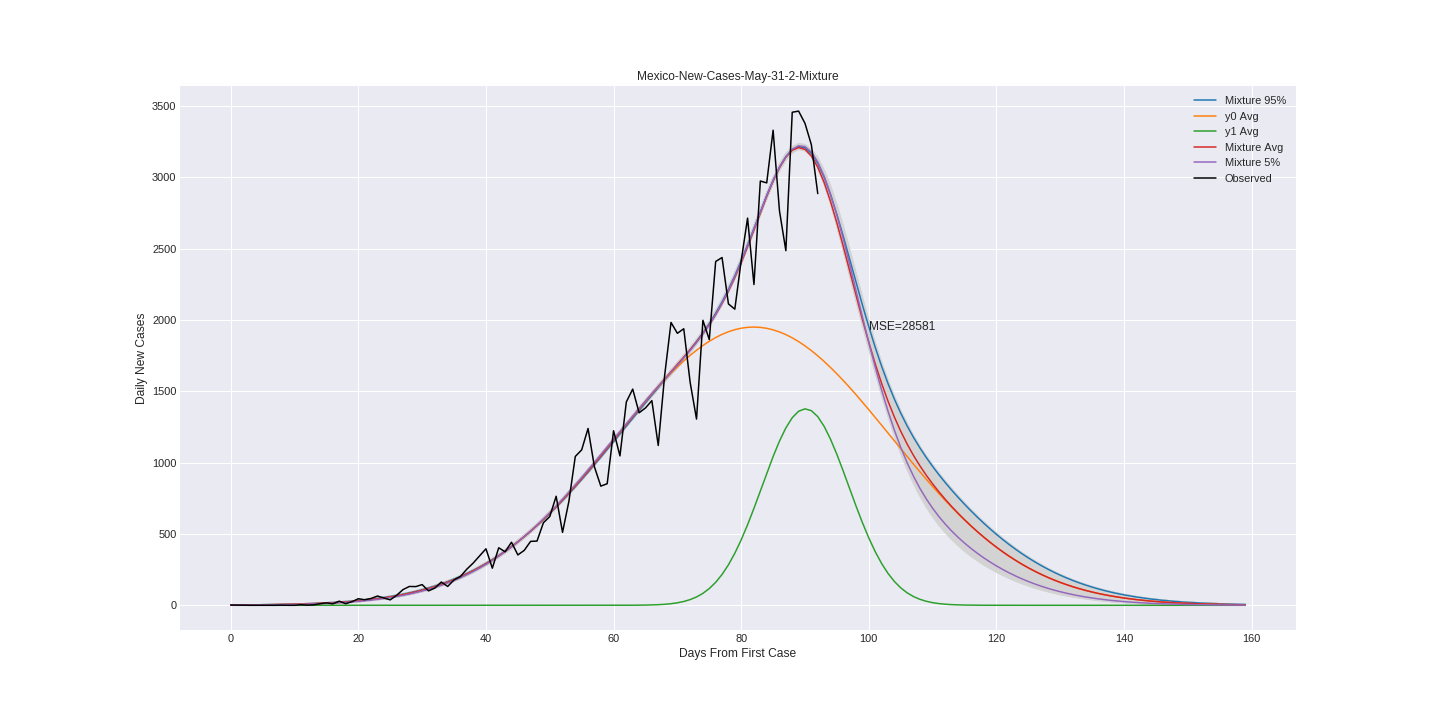 Mexico-New-Cases-May-31-2-Mixture
Mixture 95%
y0 Avg
y1 Avg
Mixture Avg
Mixture 5%
Observed
3500
3000
2500
2000
1500
1000
500
0
Daily New Cases
MSE=28581
0 20 40 60 80 100 120 140 160
Days From First Case